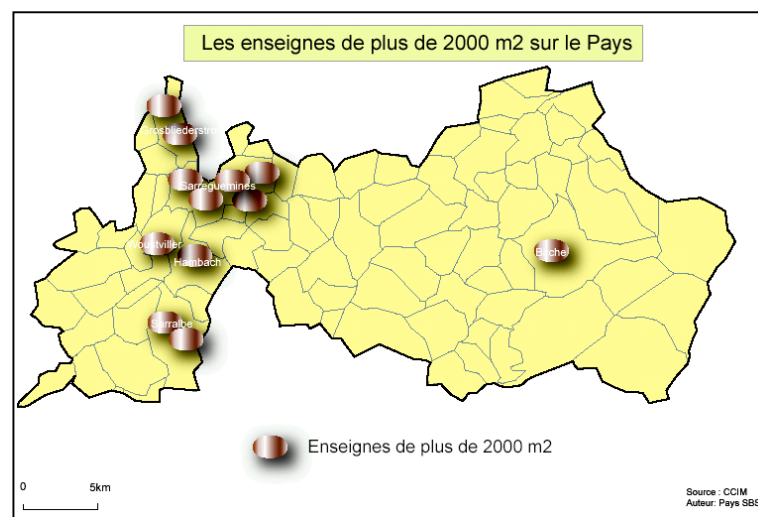 Les enseignes de plus de 2000 m2 sur le Pays
Grosbliederstro
Sarreguemines
Woustviller
Hambach
Bitche
Sarralbe
Enseignes de plus de 2000 m2
0 5km
Source : CCIM
Auteur: Pays SBS